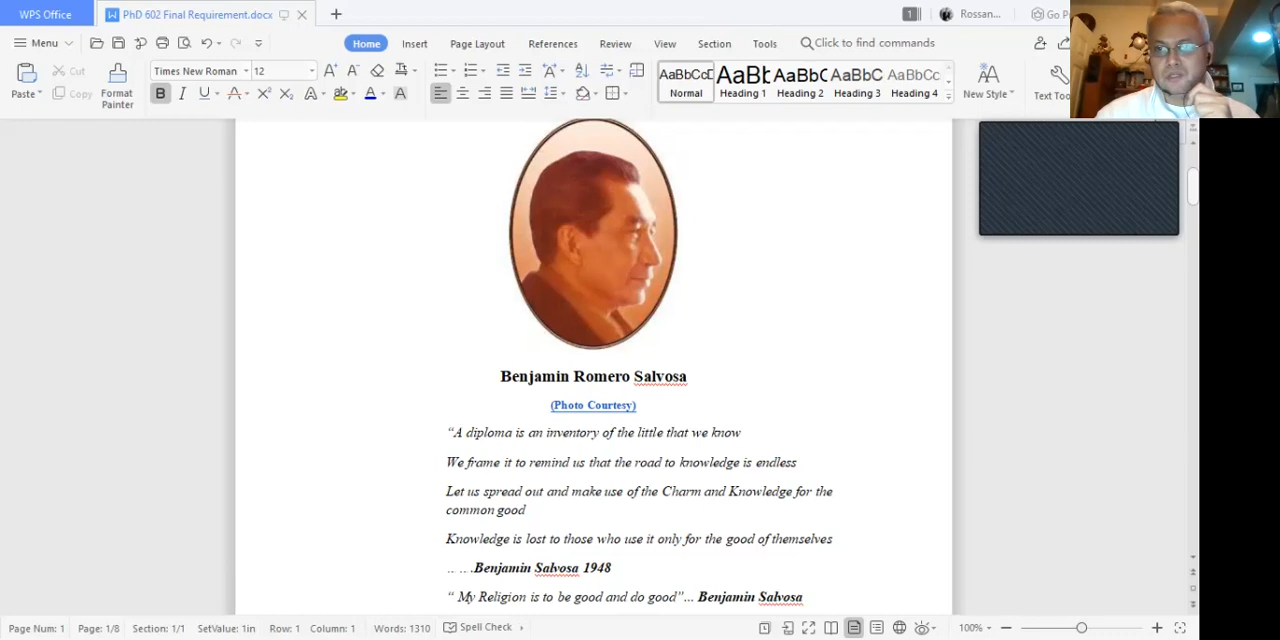 WPS Office
PhD 602 Final Requirement.docx
1
Rossan...
Go P
Menu
Home
Insert
Page Layout
References
Review
View
Section
Tools
Click to find commands
Paste
Cut
Copy
Format
Painter
Times New Roman
12
AaBbCcD
AaBb
AaBbC
AaBbC
AaBbCc
Normal
Heading 1
Heading 2
Heading 3
Heading 4
New Style
Text Too
Benjamin Romero Salvosa
(Photo Courtesy)
“A diploma is an inventory of the little that we know
We frame it to remind us that the road to knowledge is endless
Let us spread out and make use of the Charm and Knowledge for the
common good
Knowledge is lost to those who use it only for the good of themselves
... ... .Benjamin Salvosa 1948
“ My Religion is to be good and do good”... Benjamin Salvosa
Page Num: 1
Page: 1/8
Section: 1/1
SetValue: 1in
Row: 1
Column: 1
Words: 1310
Spell Check
100%